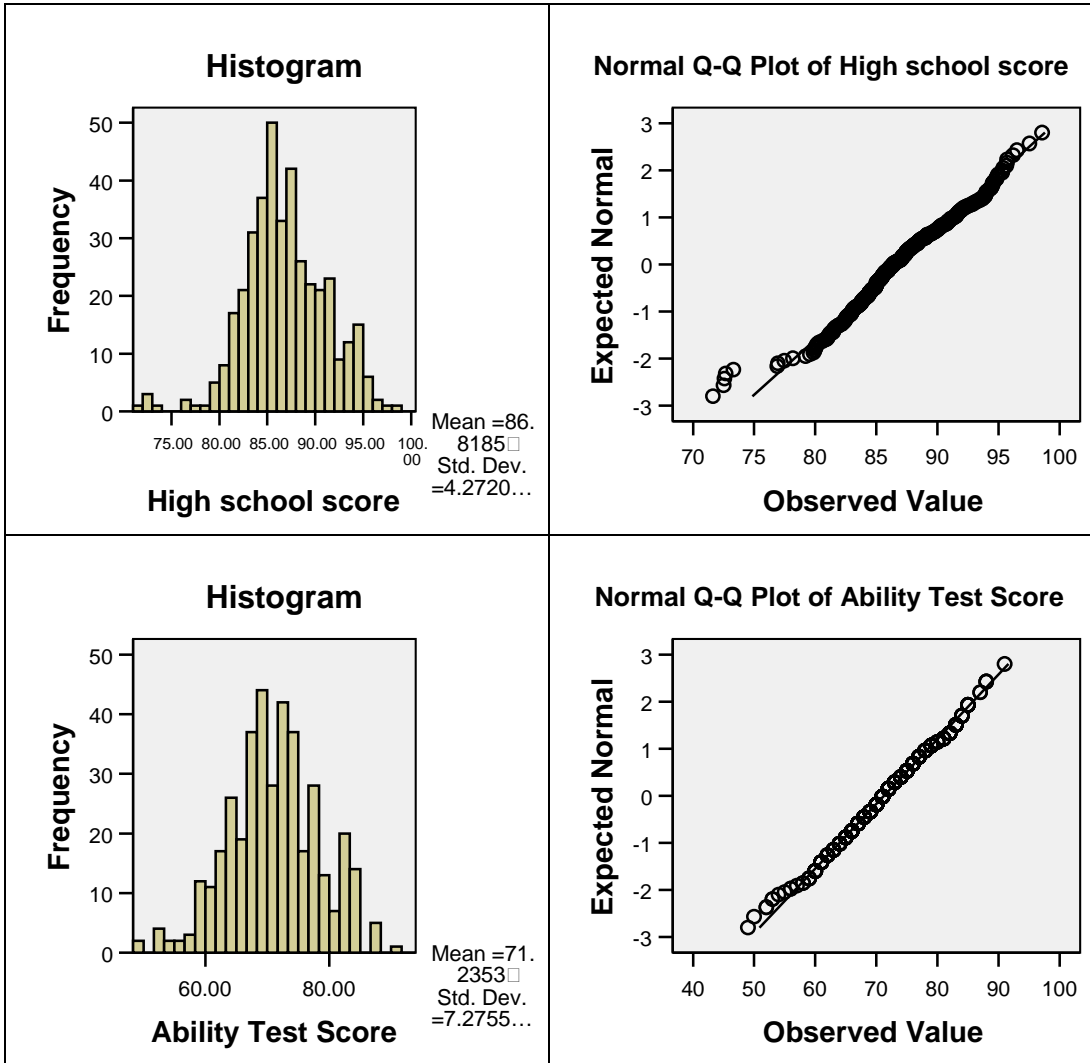 Histogram
50
40
30
20
10
0
Frequency
75.00 80.00 85.00 90.00 95.00 100.
00
High school score
Mean =86.
8185□
Std. Dev.
=4.2720…
Normal Q-Q Plot of High school score
3
2
1
0
-1
-2
-3
Expected Normal
70 75 80 85 90 95 100
Observed Value
Histogram
50
40
30
20
10
0
Frequency
60.00 80.00
Ability Test Score
Mean =71.
2353□
Std. Dev.
=7.2755…
Normal Q-Q Plot of Ability Test Score
3
2
1
0
-1
-2
-3
Expected Normal
40 50 60 70 80 90 100
Observed Value